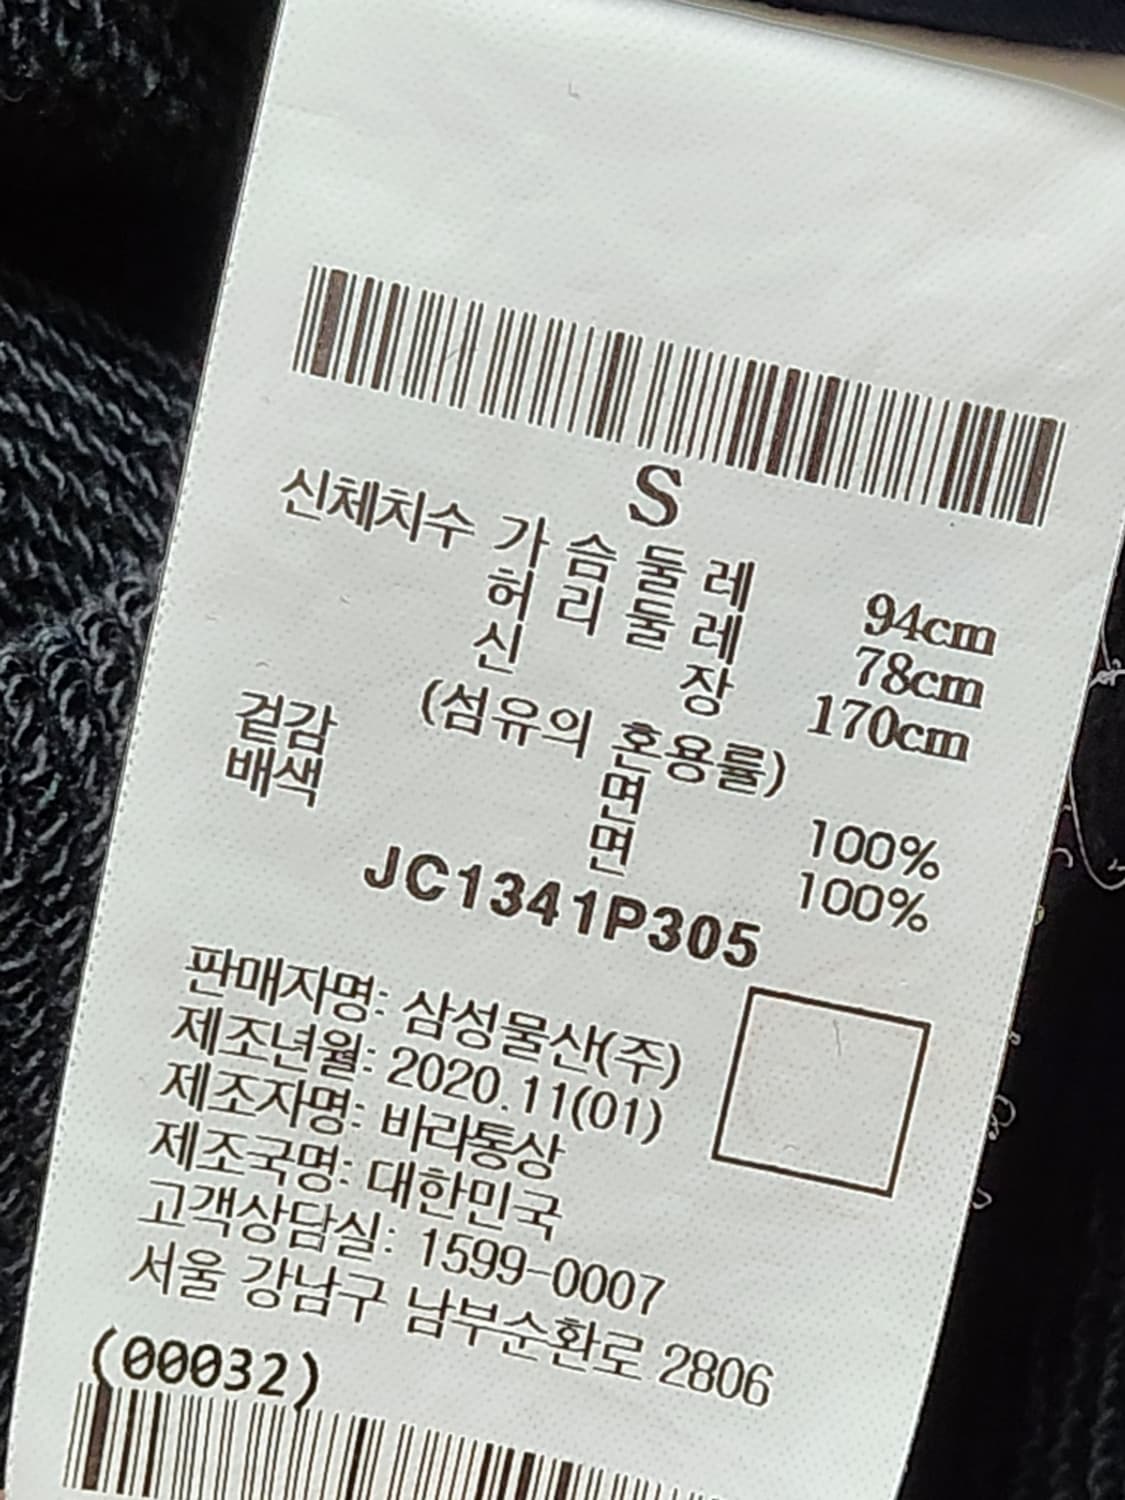 S
신체치수 가슴둘레 94cm
허리둘레 78cm
신장 170cm
(섬유의 혼용률)
겉감 면 100%
배색 면 100%
JC1341P305
판매자명: 삼성물산(주)
제조년월: 2020.11(01)
제조자명: 바라통상
제조국명: 대한민국
고객상담실: 1599-0007
서울 강남구 남부순환로 2806
(00032)